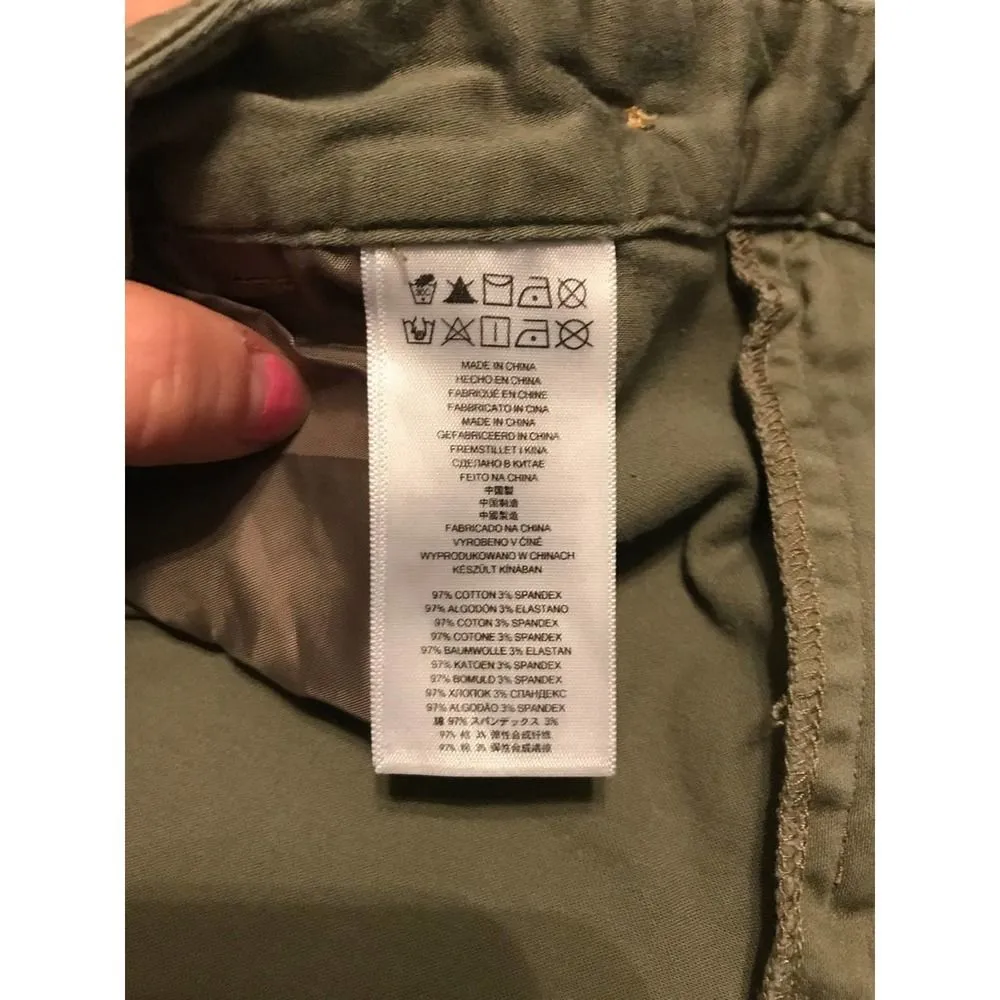 MADE IN CHINA
HECHO EN CHINA
FABRIQUÉ EN CHINE
FABBRICATO IN CINA
MADE IN CHINA
GEFABRICEERD IN CHINA
FREMSTILLET I KINA
СДЕЛАНО В КИТАЕ
FEITO NA CHINA
中国製
中国制造
中國製造
FABRICADO NA CHINA
VYROBENO V ČÍNĚ
WYPRODUKOWANO W CHINACH
KÉSZÜLT KÍNÁBAN
97% COTTON 3% SPANDEX
97% ALGODÓN 3% ELASTANO
97% COTON 3% SPANDEX
97% COTONE 3% SPANDEX
97% BAUMWOLLE 3% ELASTAN
97% KATOEN 3% SPANDEX
97% BOMULD 3% SPANDEX
97% ХЛОПОК 3% СПАНДЕКС
97% ALGODÃO 3% SPANDEX
綿 97% スパンデックス 3%
97% 棉 3% 弹性合成纤维
97% 棉 3% 彈性合成纖維